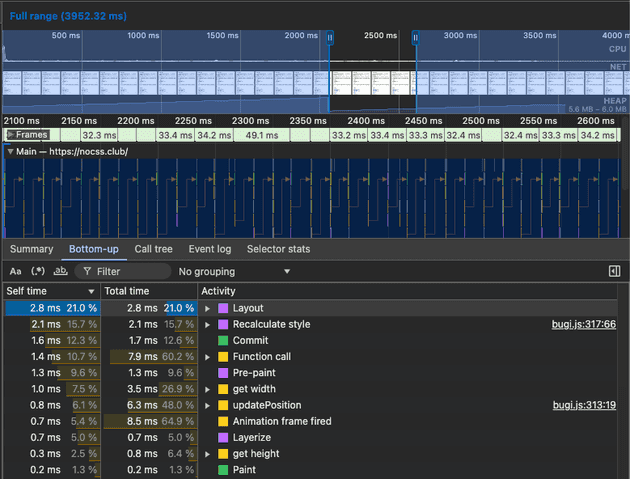 Full range (3952.32 ms)
500 ms 1000 ms 1500 ms 2000 ms 2500 ms 3000 ms 3500 ms 4000 m
CPU
NET
HEAP
5.6 MB – 6.0 MB
2100 ms 2150 ms 2200 ms 2250 ms 2300 ms 2350 ms 2400 ms 2450 ms 2500 ms 2550 ms 2600 ms
Frames 32.3 ms 33.4 ms 34.2 ms 49.1 ms 33.2 ms 33.4 ms 33.3 ms 32.4 ms 32.4 ms 33.3 ms 34.2 ms
Main — https://nocss.club/
Summary Bottom-up Call tree Event log Selector stats
Aa (.*) ab Filter No grouping
Self time Total time Activity
2.8 ms 21.0 % 2.8 ms 21.0 % Layout
2.1 ms 15.7 % 2.1 ms 15.7 % Recalculate style bugi.js:317:66
1.6 ms 12.3 % 1.7 ms 12.6 % Commit
1.4 ms 10.7 % 7.9 ms 60.2 % Function call
1.3 ms 9.6 % 1.3 ms 9.6 % Pre-paint
1.0 ms 7.5 % 3.5 ms 26.9 % get width
0.8 ms 6.1 % 6.3 ms 48.0 % updatePosition bugi.js:313:19
0.7 ms 5.4 % 8.5 ms 64.9 % Animation frame fired
0.7 ms 5.0 % 0.7 ms 5.0 % Layerize
0.3 ms 2.5 % 0.8 ms 6.4 % get height
0.2 ms 1.3 % 0.2 ms 1.3 % Paint